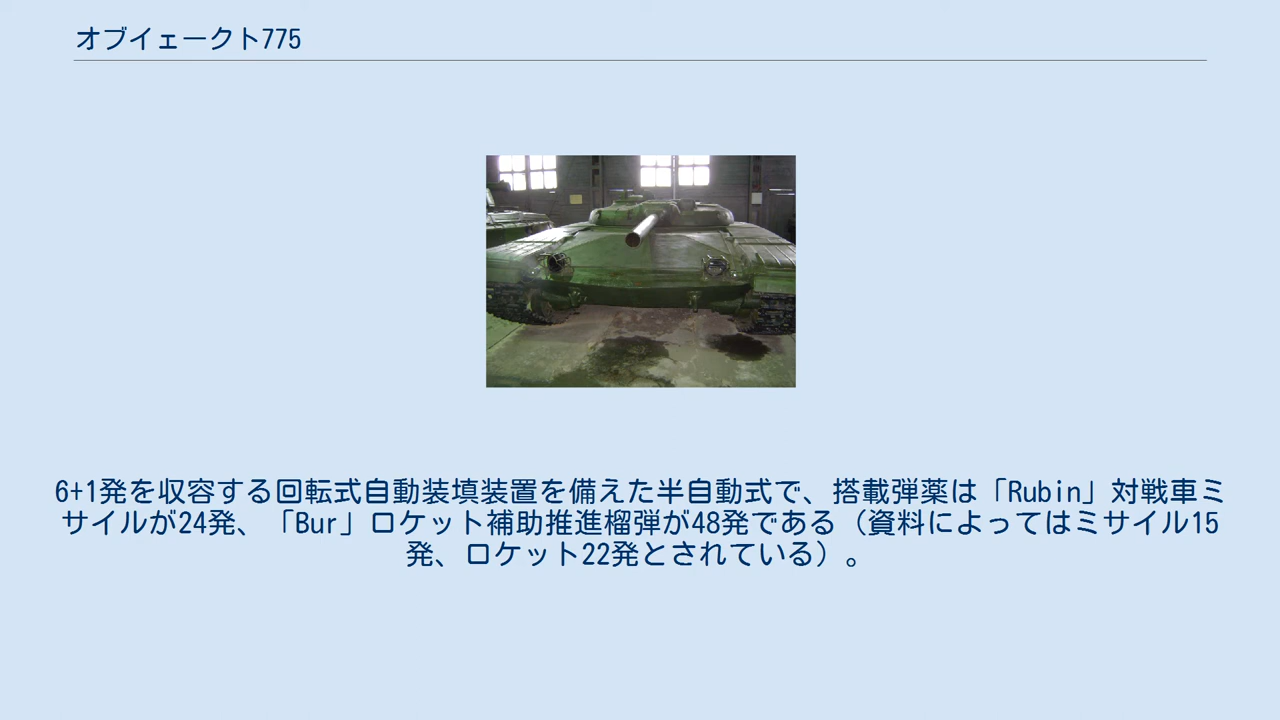 オブイェークト775
6+1発を収容する回転式自動装填装置を備えた半自動式で、搭載弾薬は「Rubin」対戦車ミ
サイルが24発、「Bur」ロケット補助推進榴弾が48発である（資料によってはミサイル15
発、ロケット22発とされている）。